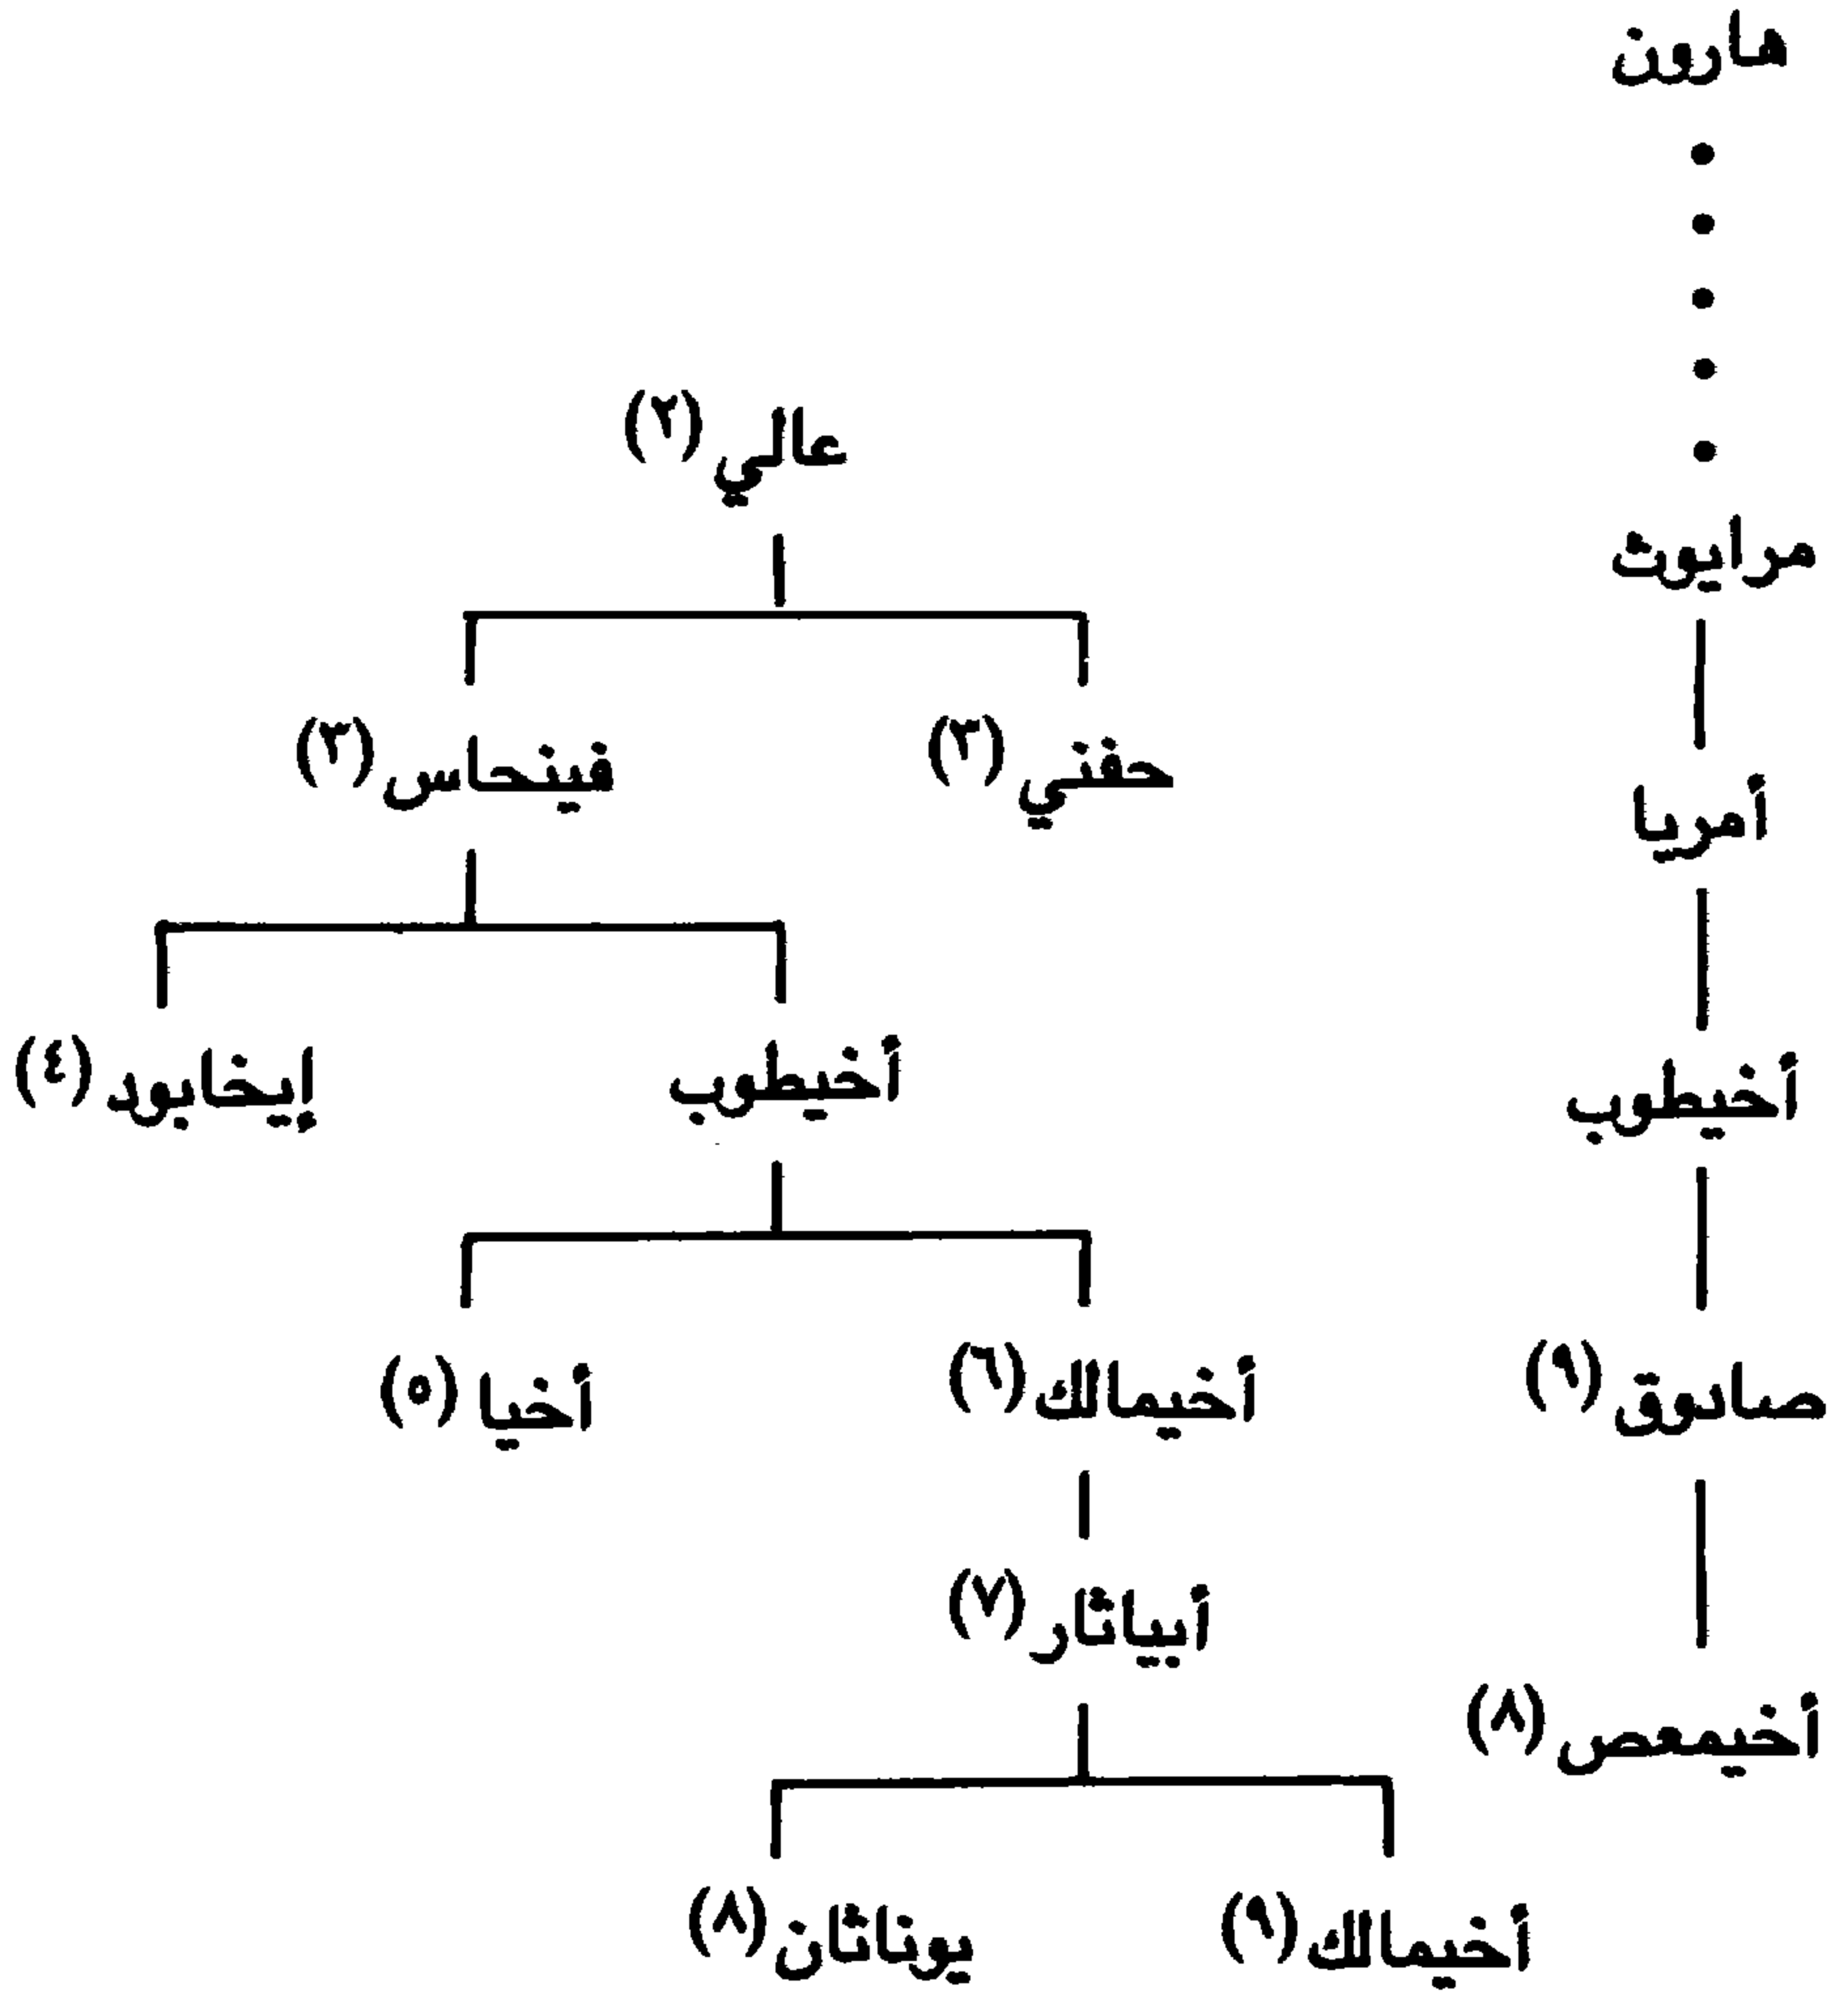 هارون
عالي(٢)
مرايوث
حفني(٣) فينحاس(٣)
أمريا
أخيطوب أخيطوب إيخابود(٤)
صادوق(٩) أخيمالك(٦) أخيا(٥)
أبياثار(٧)
أخيمعص(٨)
أخيمالك(٩) يوناثان(٨)